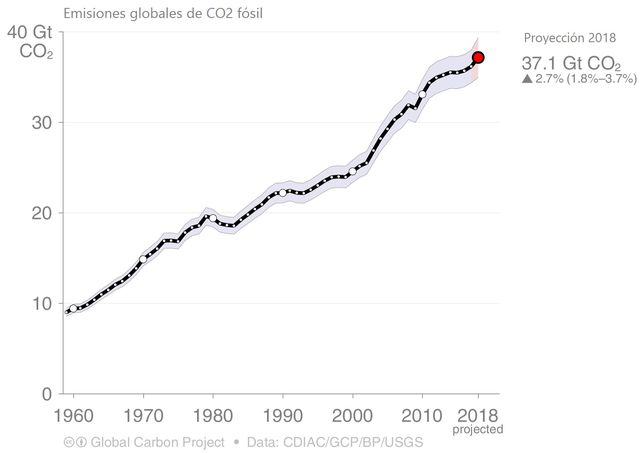 Emisiones globales de CO2 fósil
40 Gt
CO₂
30
20
10
0
1960
1970
1980
1990
2000
2010
2018
projected
Proyección 2018
37.1 Gt CO₂
▲ 2.7% (1.8%–3.7%)
Global Carbon Project • Data: CDIAC/GCP/BP/USGS